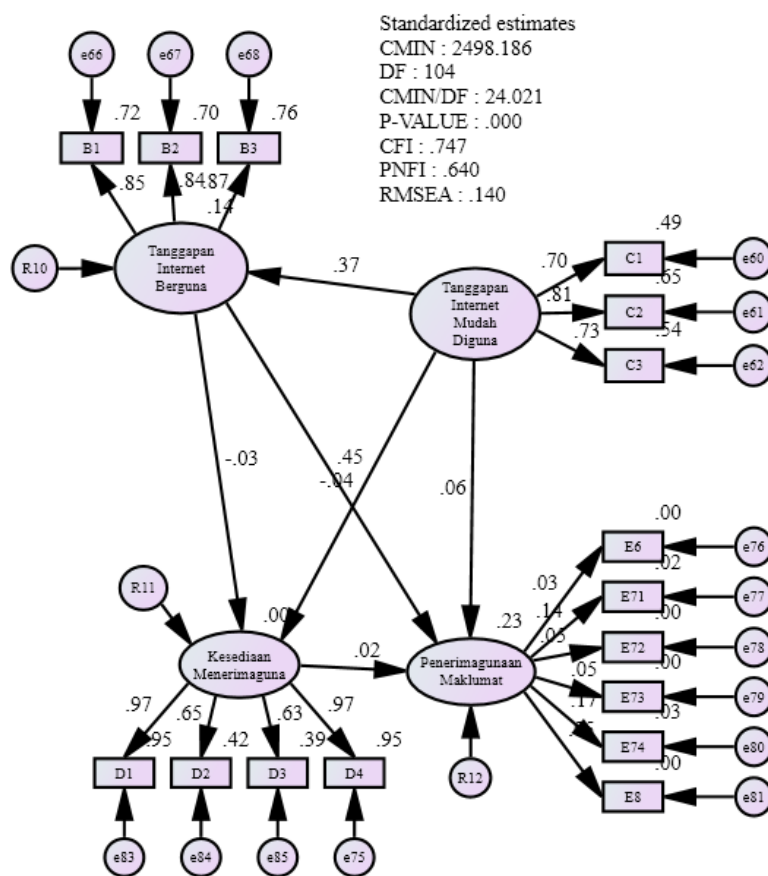 Standardized estimates
CMIN : 2498.186
DF : 104
CMIN/DF : 24.021
P-VALUE : .000
CFI : .747
PNFI : .640
RMSEA : .140
e66
e67
e68
.72
.70
.76
B1
B2
B3
.85
.84
.87
.14
R10
Tanggapan
Internet
Berguna
.37
Tanggapan
Internet
Mudah
Diguna
.49
.70
C1
e60
.65
.81
C2
e61
.54
.73
C3
e62
-.03
.45
-.04
.06
R11
.00
Kesediaan
Menerimaguna
.02
.23
Penerimagunaan
Maklumat
R12
.00
E6
e76
.03
.02
E71
e77
.14
.00
E72
e78
.05
.00
E73
e79
.05
.03
E74
e80
.17
.00
E8
e81
.97
.65
.63
.97
.95
.42
.39
.95
D1
D2
D3
D4
e83
e84
e85
e75